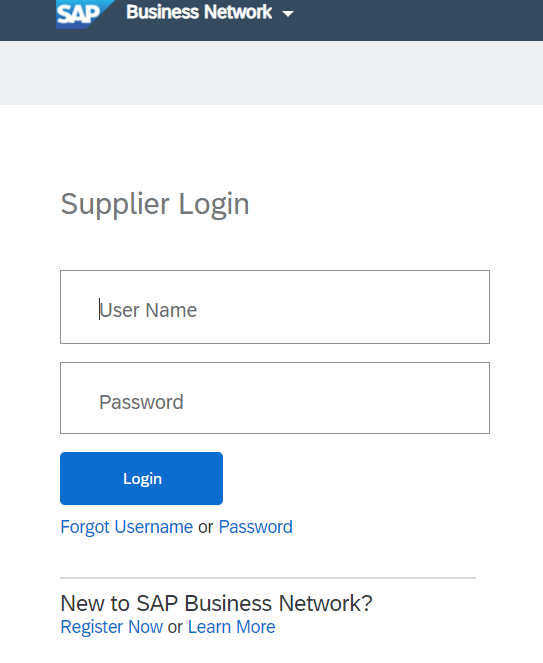 SAP Business Network
Supplier Login
User Name
Password
Login
Forgot Username or Password
New to SAP Business Network?
Register Now or Learn More